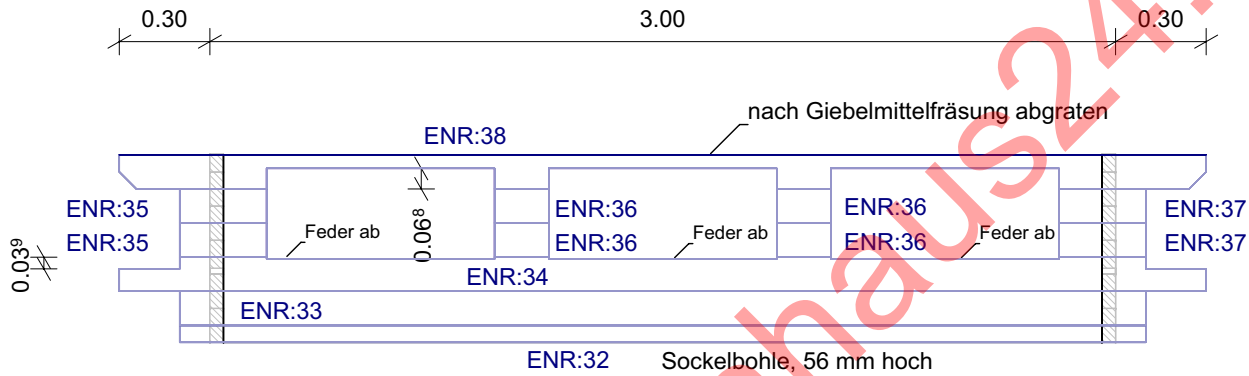 0.30 3.00 0.30
nach Giebelmittelfräsung abgraten
ENR:38
ENR:35 ENR:36 ENR:36 ENR:37
0.06⁸
Feder ab Feder ab Feder ab
ENR:35 ENR:36 ENR:36 ENR:37
0.03⁹
ENR:34
ENR:33
ENR:32 Sockelbohle, 56 mm hoch
haus24.